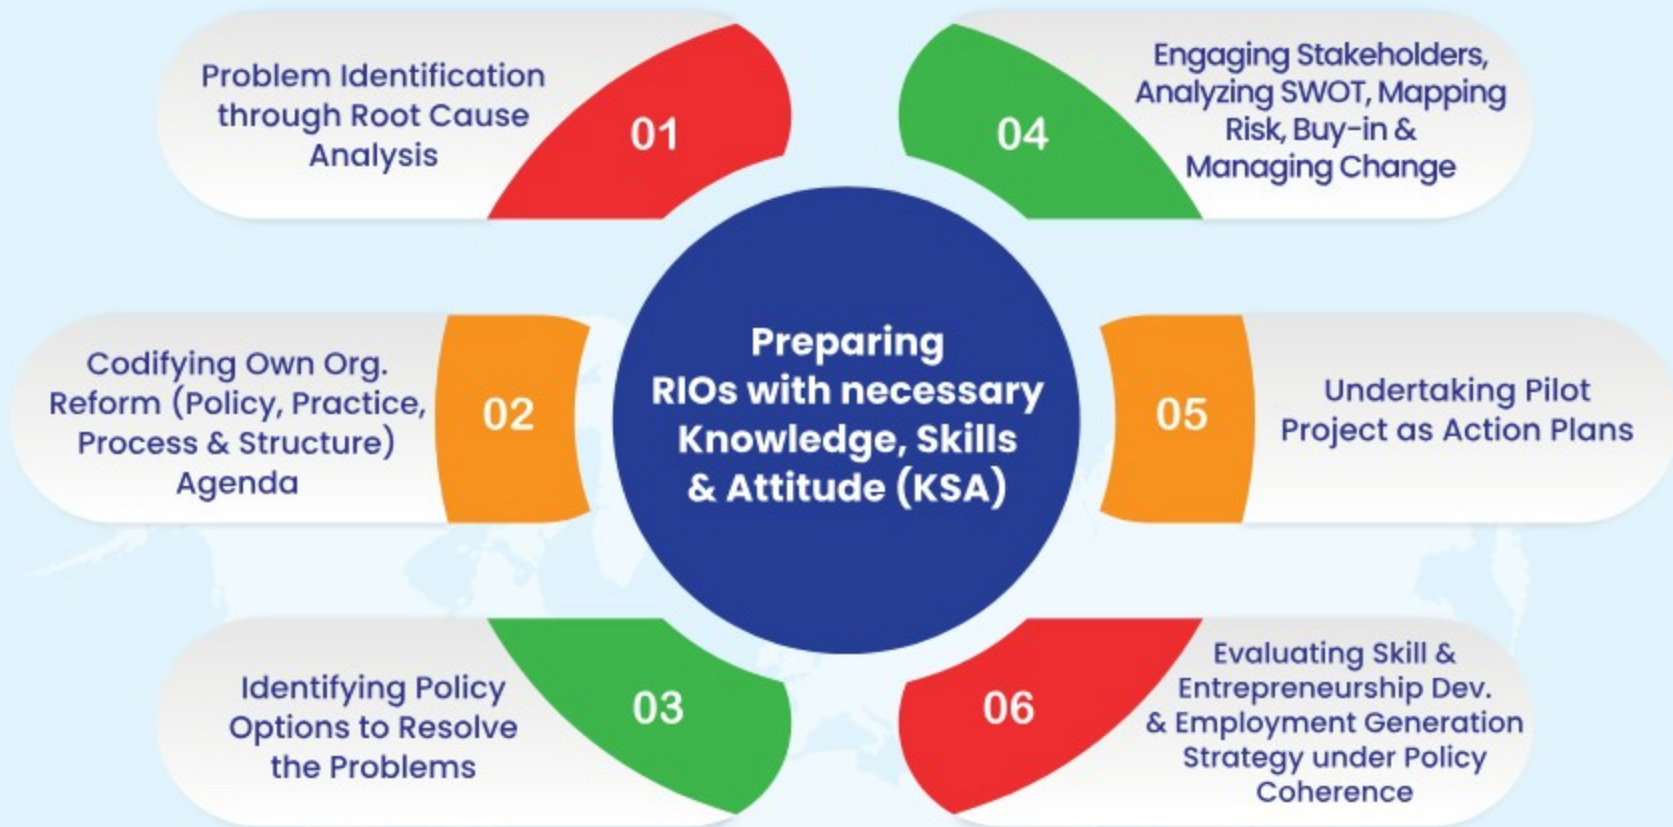 Problem Identification
through Root Cause
Analysis
01
Codifying Own Org.
Reform (Policy, Practice,
Process & Structure)
Agenda
02
Identifying Policy
Options to Resolve
the Problems
03
Preparing
RIOs with necessary
Knowledge, Skills
& Attitude (KSA)
04
Engaging Stakeholders,
Analyzing SWOT, Mapping
Risk, Buy-in &
Managing Change
05
Undertaking Pilot
Project as Action Plans
06
Evaluating Skill &
Entrepreneurship Dev.
& Employment Generation
Strategy under Policy
Coherence